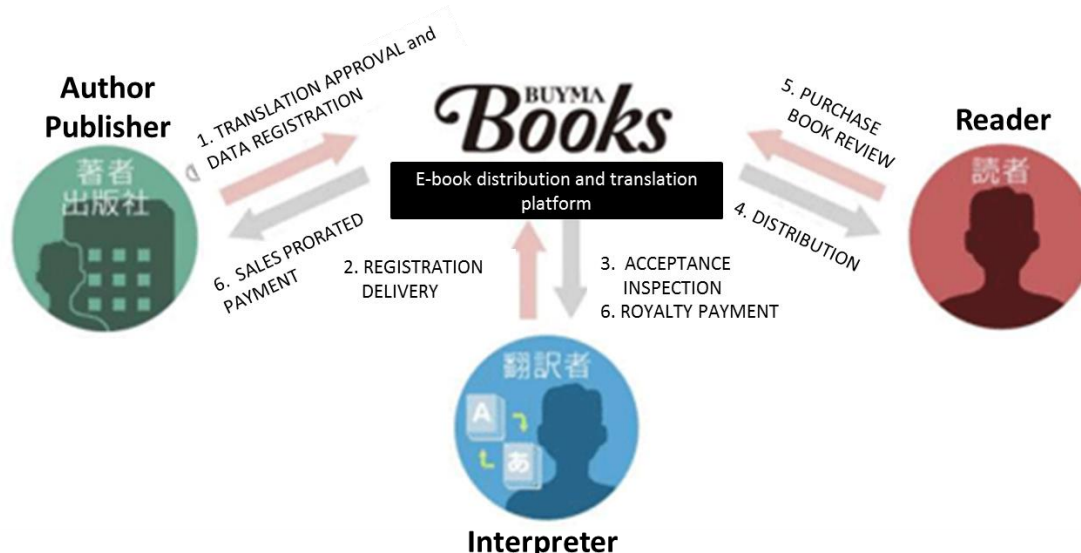 Author
Publisher
著者
出版社
1. TRANSLATION APPROVAL and
DATA REGISTRATION
6. SALES PRORATED
PAYMENT
BUYMA
Books
E-book distribution and translation
platform
2. REGISTRATION
DELIVERY
3. ACCEPTANCE
INSPECTION
6. ROYALTY PAYMENT
5. PURCHASE
BOOK REVIEW
4. DISTRIBUTION
Reader
読者
翻訳者
A
あ
Interpreter